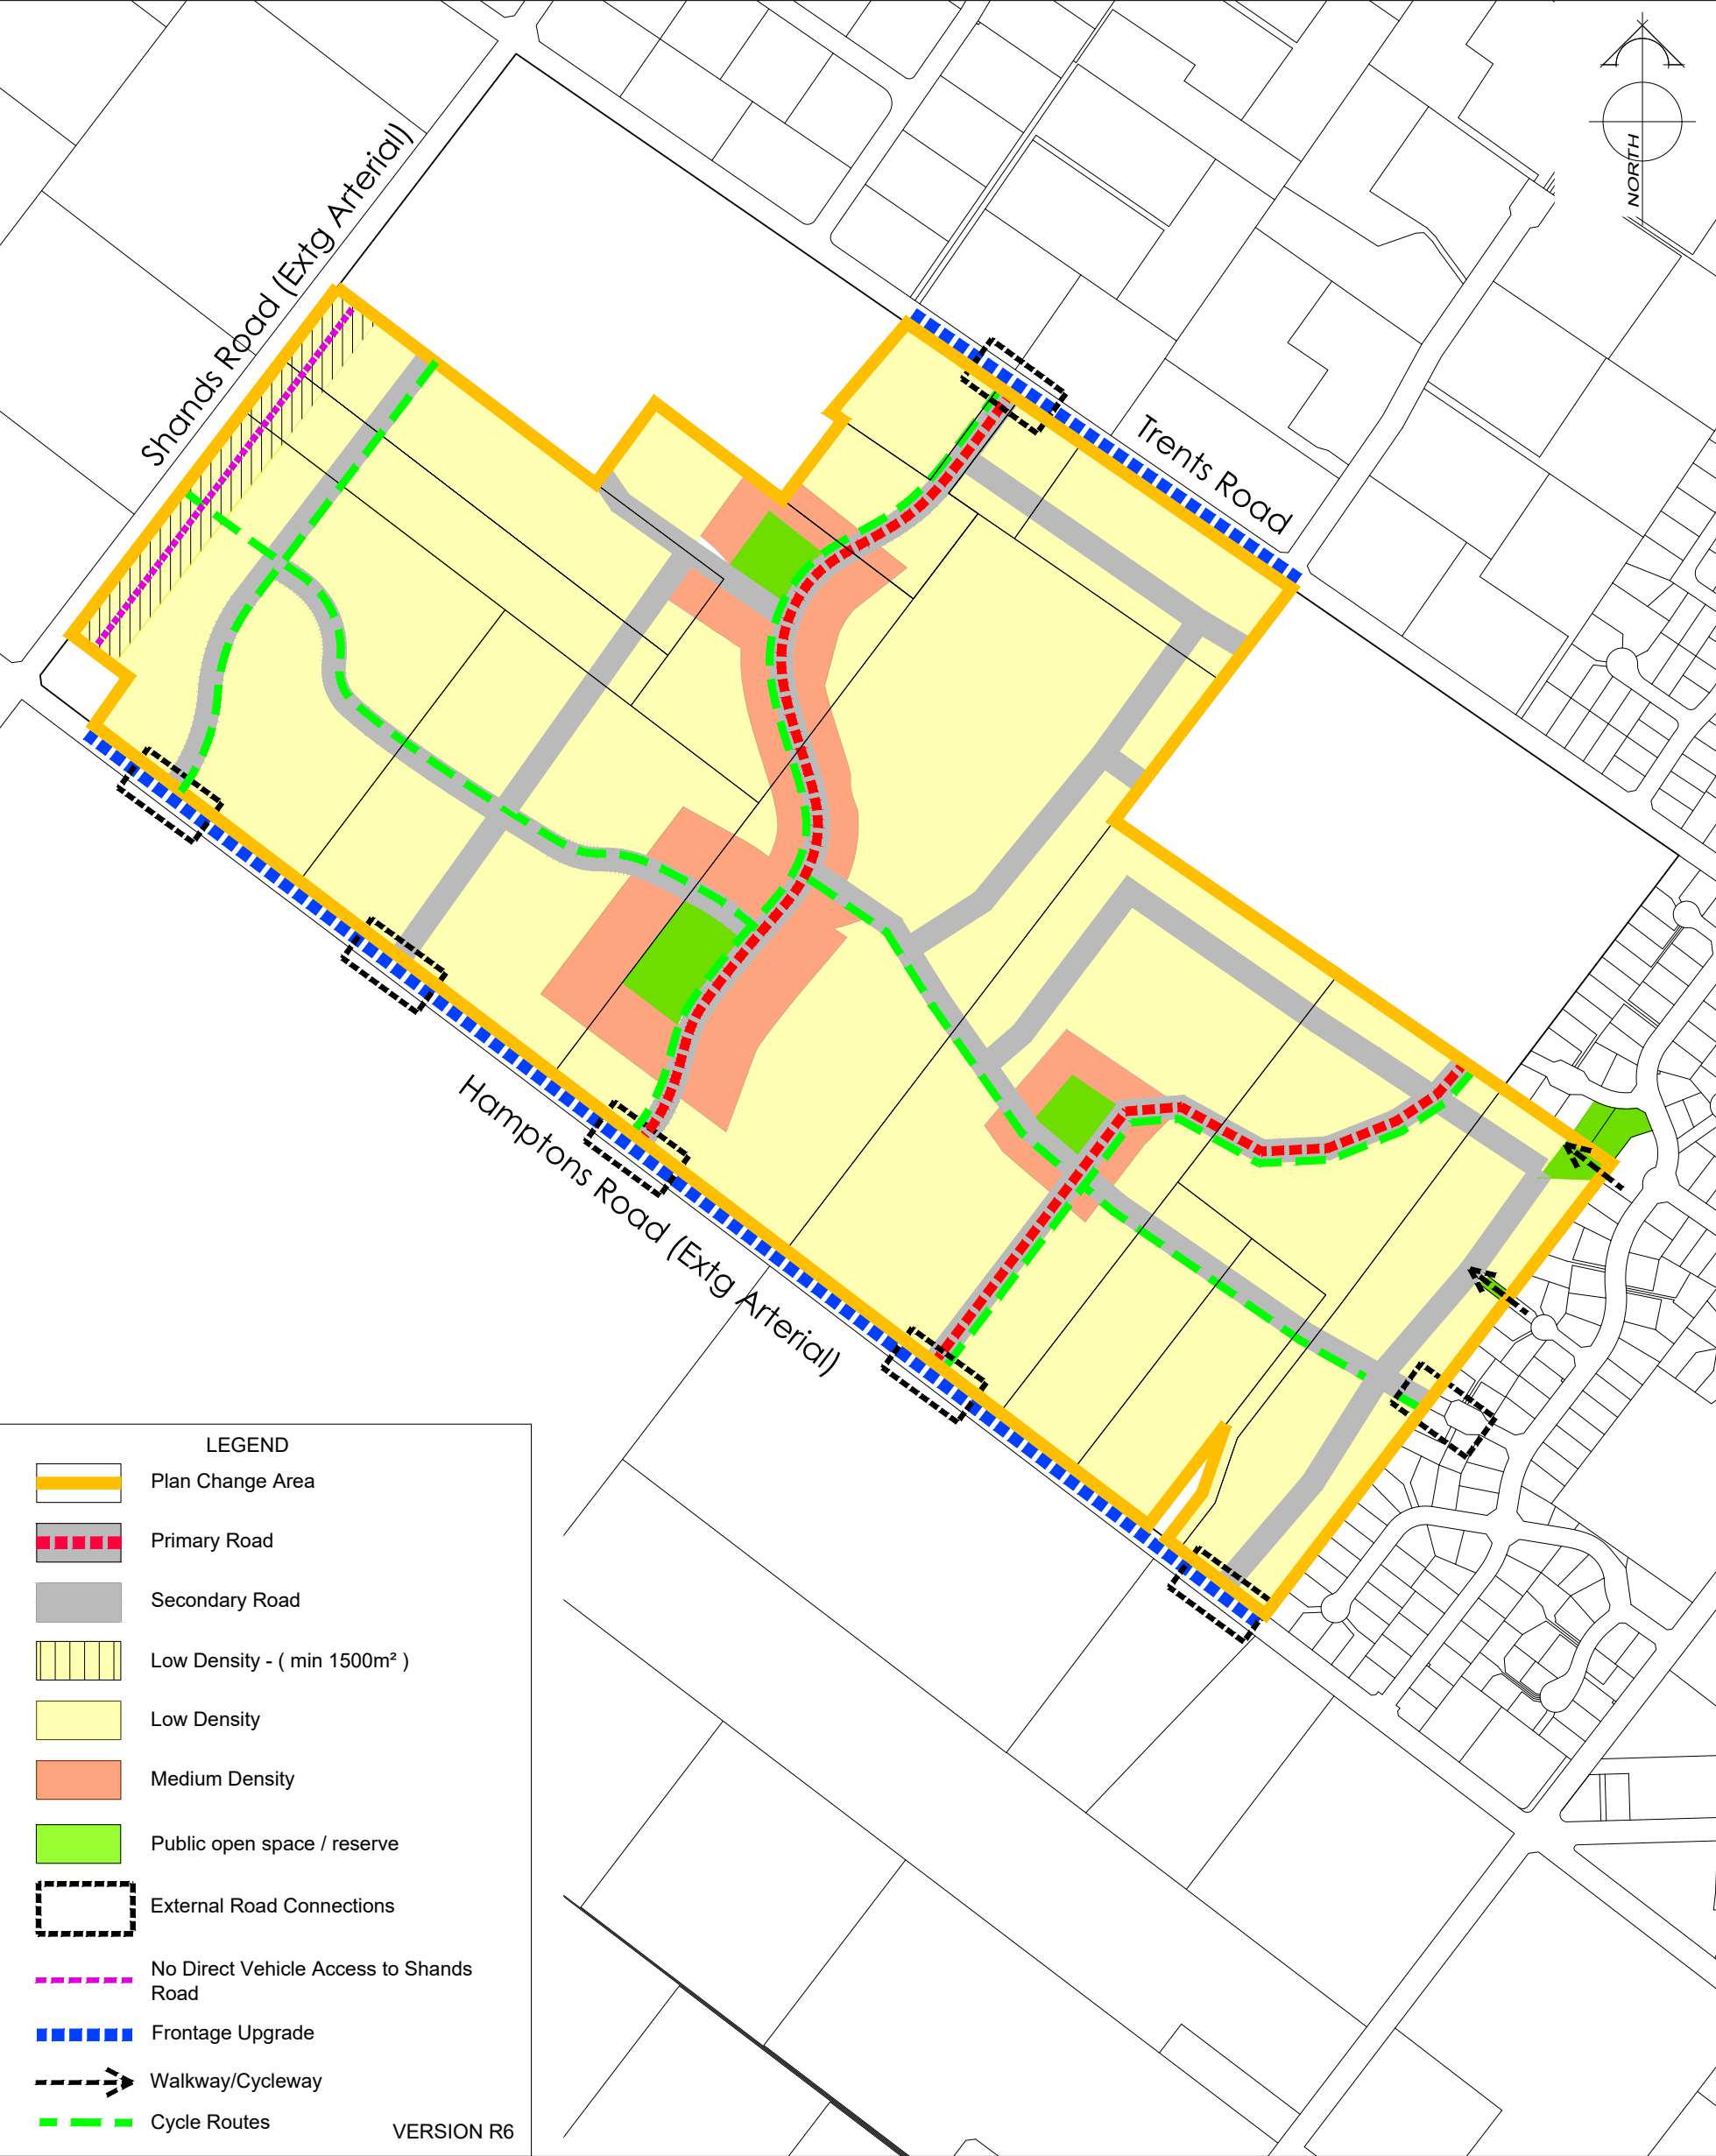 NORTH
Shands Road (Extg Arterial)
Trents Road
Hamptons Road (Extg Arterial)
LEGEND
Plan Change Area
Primary Road
Secondary Road
Low Density - ( min 1500m² )
Low Density
Medium Density
Public open space / reserve
External Road Connections
No Direct Vehicle Access to Shands
Road
Frontage Upgrade
Walkway/Cycleway
Cycle Routes
VERSION R6